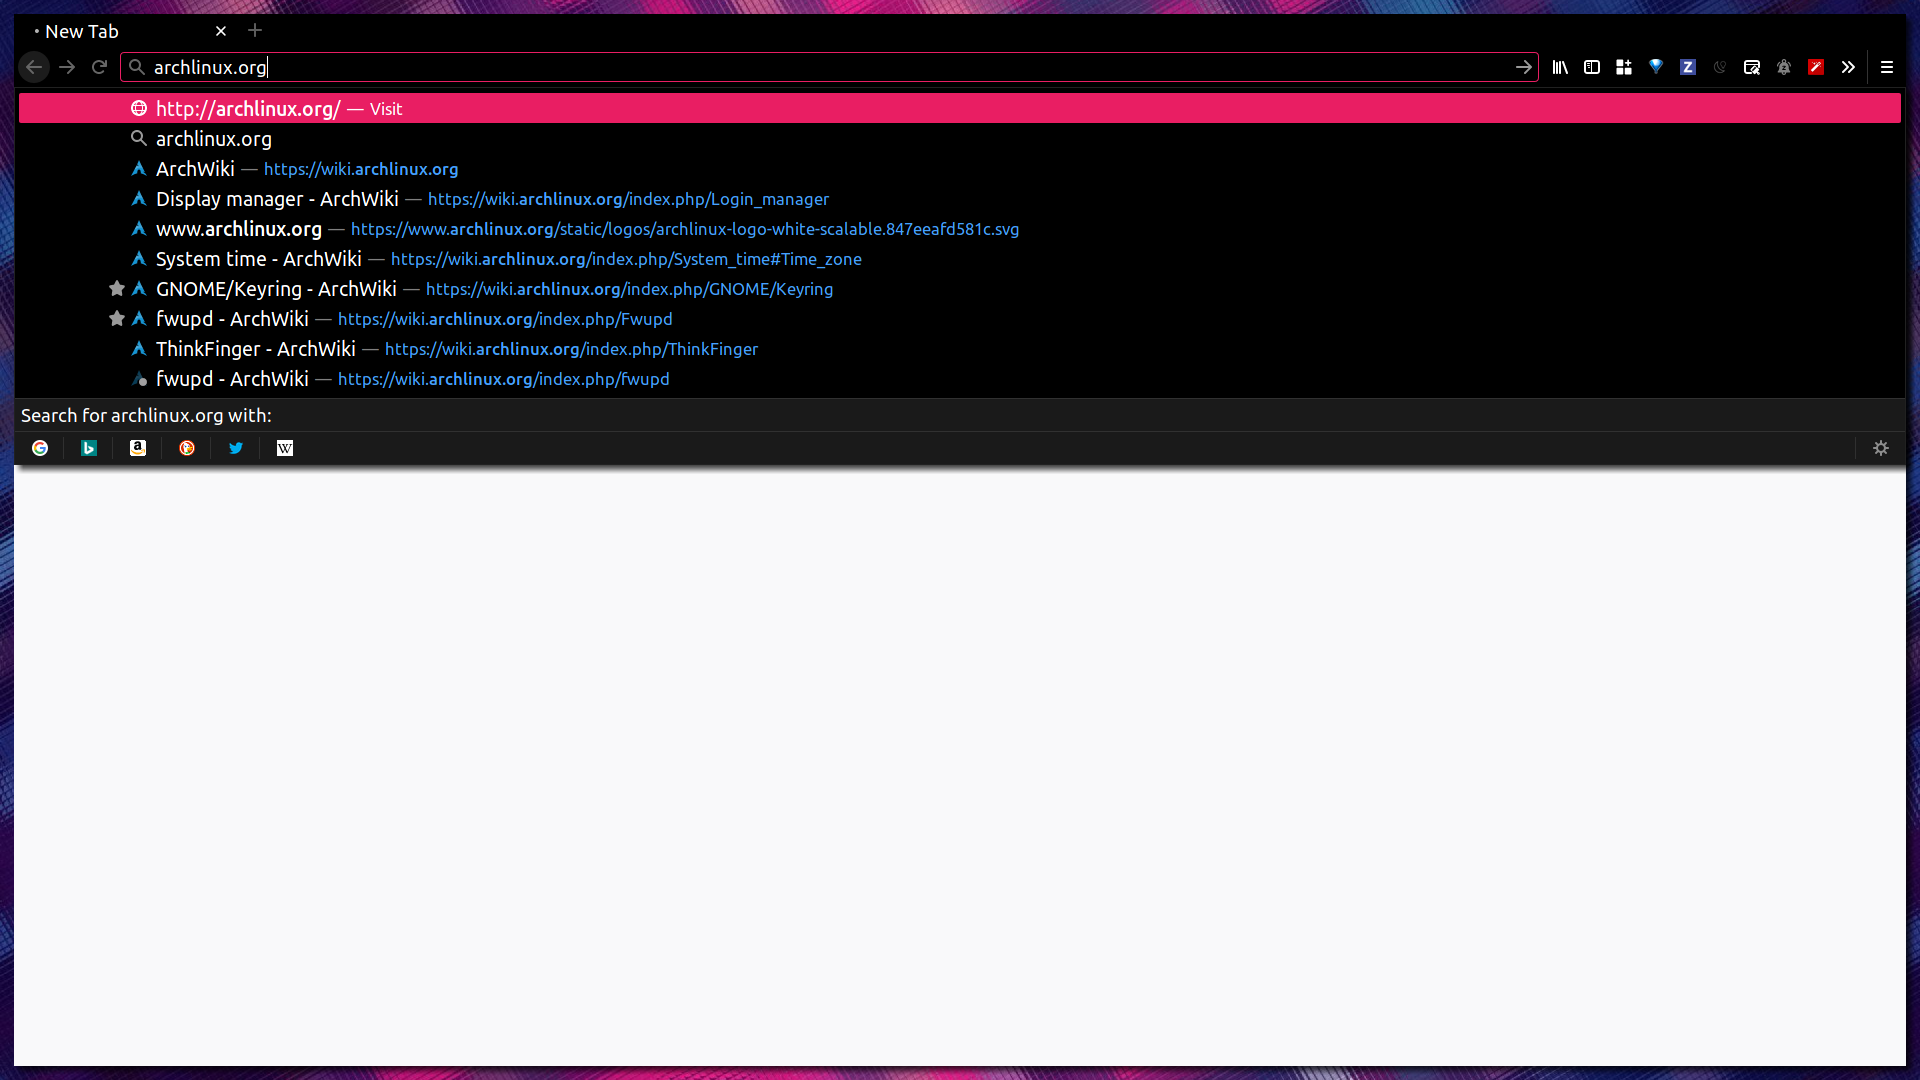 New Tab
archlinux.org
http://archlinux.org/ — Visit
archlinux.org
ArchWiki — https://wiki.archlinux.org
Display manager - ArchWiki — https://wiki.archlinux.org/index.php/Login_manager
www.archlinux.org — https://www.archlinux.org/static/logos/archlinux-logo-white-scalable.847eeafd581c.svg
System time - ArchWiki — https://wiki.archlinux.org/index.php/System_time#Time_zone
GNOME/Keyring - ArchWiki — https://wiki.archlinux.org/index.php/GNOME/Keyring
fwupd - ArchWiki — https://wiki.archlinux.org/index.php/Fwupd
ThinkFinger - ArchWiki — https://wiki.archlinux.org/index.php/ThinkFinger
fwupd - ArchWiki — https://wiki.archlinux.org/index.php/fwupd
Search for archlinux.org with: